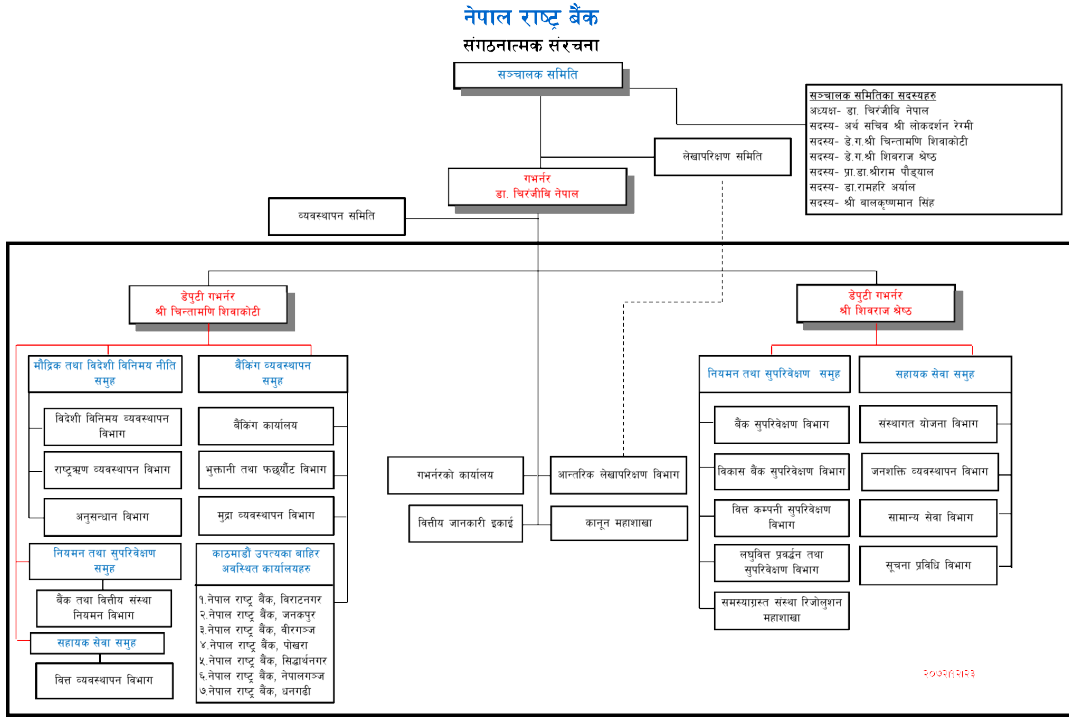 नेपाल राष्ट्र बैंक
संगठनात्मक संरचना
सञ्चालक समिति
सञ्चालक समितिका सदस्यहरु
अध्यक्ष- डा. चिरंजीबि नेपाल
सदस्य- अर्थ सचिव श्री लोकदर्शन रेग्मी
सदस्य- डे.ग.श्री चिन्तामणि शिवाकोटी
सदस्य- डे.ग.श्री शिवराज श्रेष्ठ
सदस्य- प्रा.डा.श्रीराम पौड्याल
सदस्य- डा.रामहरि अर्याल
सदस्य- श्री बालकृष्णमान सिंह
लेखापरिक्षण समिति
गभर्नर
डा. चिरंजीबि नेपाल
व्यवस्थापन समिति
डेपुटी गभर्नर
श्री चिन्तामणि शिवाकोटी
डेपुटी गभर्नर
श्री शिवराज श्रेष्ठ
मौद्रिक तथा विदेशी विनिमय नीति
समुह
विदेशी विनिमय व्यवस्थापन
विभाग
राष्ट्रऋण व्यवस्थापन विभाग
अनुसन्धान विभाग
नियमन तथा सुपरिवेक्षण
समुह
बैंक तथा वित्तीय संस्था
नियमन विभाग
सहायक सेवा समुह
वित्त व्यवस्थापन विभाग
बैंकिंग व्यवस्थापन
समुह
बैंकिंग कार्यालय
भुक्तानी तथा फछर्यौट विभाग
मुद्रा व्यवस्थापन विभाग
काठमाडौं उपत्यका बाहिर
अवस्थित कार्यालयहरु
१.नेपाल राष्ट्र बैंक, विराटनगर
२.नेपाल राष्ट्र बैंक, जनकपुर
३.नेपाल राष्ट्र बैंक, बीरगञ्ज
४.नेपाल राष्ट्र बैंक, पोखरा
५.नेपाल राष्ट्र बैंक, सिद्धार्थनगर
६.नेपाल राष्ट्र बैंक, नेपालगञ्ज
७.नेपाल राष्ट्र बैंक, धनगढी
गभर्नरको कार्यालय
आन्तरिक लेखापरिक्षण विभाग
वित्तीय जानकारी इकाई
कानून महाशाखा
नियमन तथा सुपरिवेक्षण समुह
बैंक सुपरिवेक्षण विभाग
विकास बैंक सुपरिवेक्षण विभाग
वित्त कम्पनी सुपरिवेक्षण
विभाग
लघुवित्त प्रवर्द्धन तथा
सुपरिवेक्षण विभाग
समस्याग्रस्त संस्था रिजोलुशन
महाशाखा
सहायक सेवा समुह
संस्थागत योजना विभाग
जनशक्ति व्यवस्थापन विभाग
सामान्य सेवा विभाग
सूचना प्रविधि विभाग